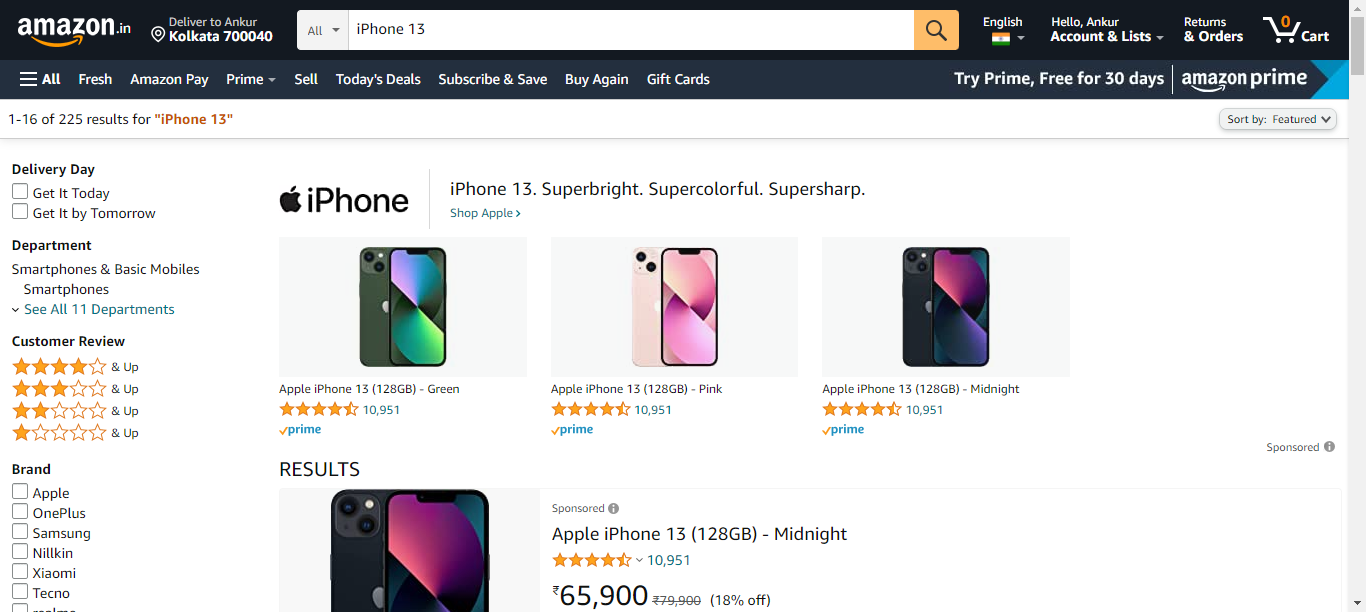 amazon.in
Deliver to Ankur
Kolkata 700040
All
iPhone 13
English
Hello, Ankur
Account & Lists
Returns
& Orders
0
Cart
All
Fresh
Amazon Pay
Prime
Sell
Today's Deals
Subscribe & Save
Buy Again
Gift Cards
Try Prime, Free for 30 days
amazon prime
1-16 of 225 results for "iPhone 13"
Sort by: Featured
Delivery Day
Get It Today
Get It by Tomorrow
Department
Smartphones & Basic Mobiles
Smartphones
See All 11 Departments
Customer Review
& Up
& Up
& Up
& Up
Brand
Apple
OnePlus
Samsung
Nillkin
Xiaomi
Tecno
iPhone
iPhone 13. Superbright. Supercolorful. Supersharp.
Shop Apple ›
Apple iPhone 13 (128GB) - Green
10,951
prime
Apple iPhone 13 (128GB) - Pink
10,951
prime
Apple iPhone 13 (128GB) - Midnight
10,951
prime
Sponsored
RESULTS
Sponsored
Apple iPhone 13 (128GB) - Midnight
10,951
₹65,900 ₹79,900 (18% off)